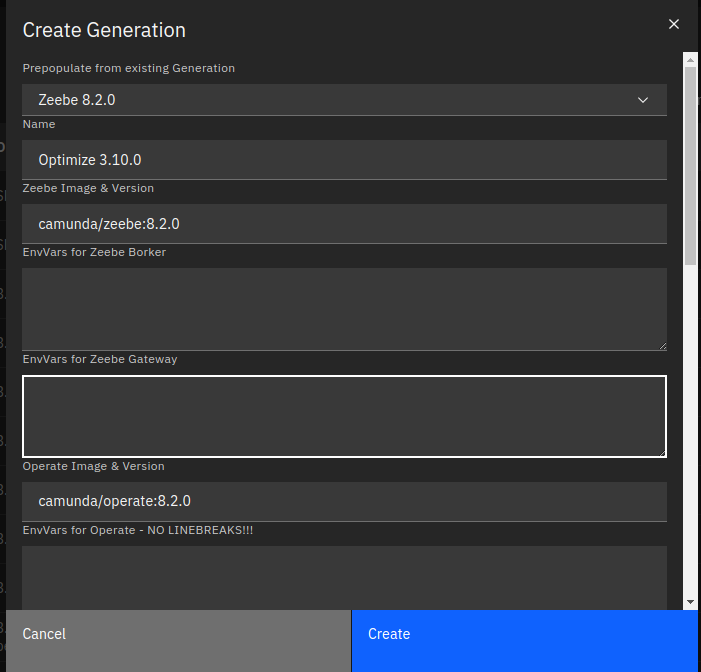 Create Generation
Prepopulate from existing Generation
Zeebe 8.2.0
Name
Optimize 3.10.0
Zeebe Image & Version
camunda/zeebe:8.2.0
EnvVars for Zeebe Borker
EnvVars for Zeebe Gateway
Operate Image & Version
camunda/operate:8.2.0
EnvVars for Operate - NO LINEBREAKS!!!
Cancel
Create